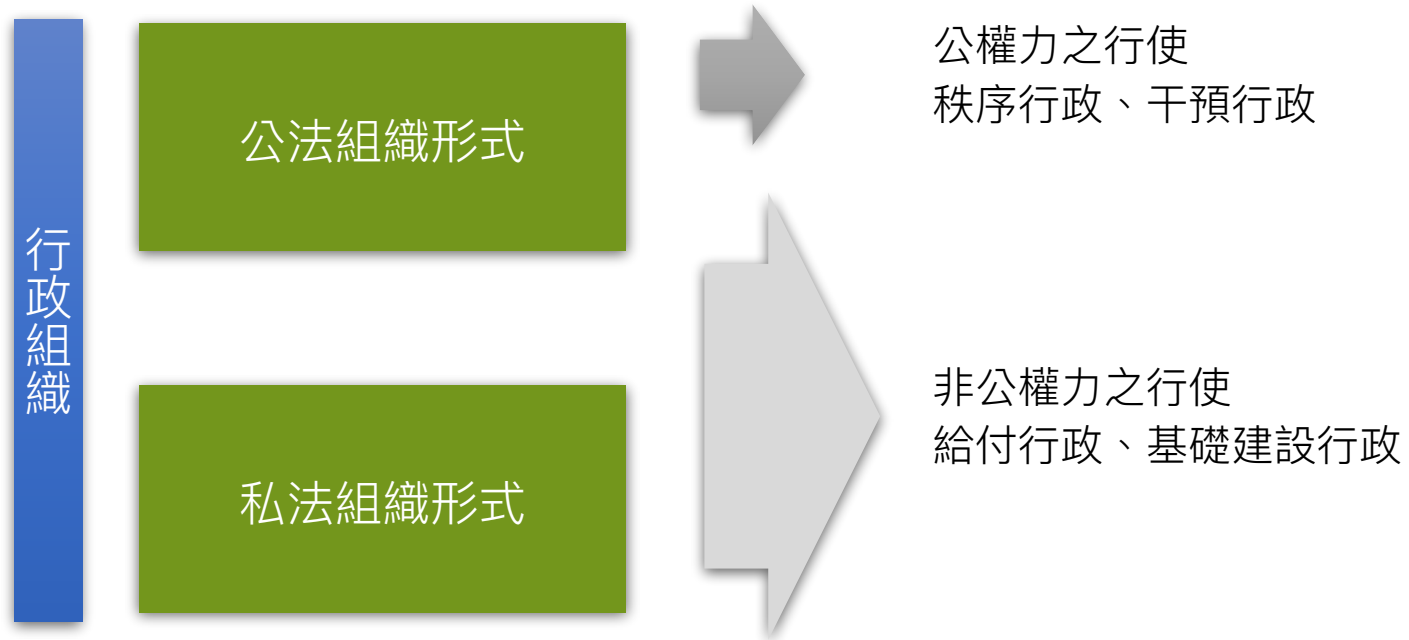 行政組織
公法組織形式
公權力之行使
秩序行政、干預行政
私法組織形式
非公權力之行使
給付行政、基礎建設行政